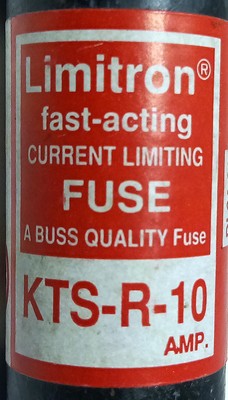 Limitron®
fast-acting
CURRENT LIMITING
FUSE
A BUSS QUALITY Fuse
KTS-R-10
AMP.